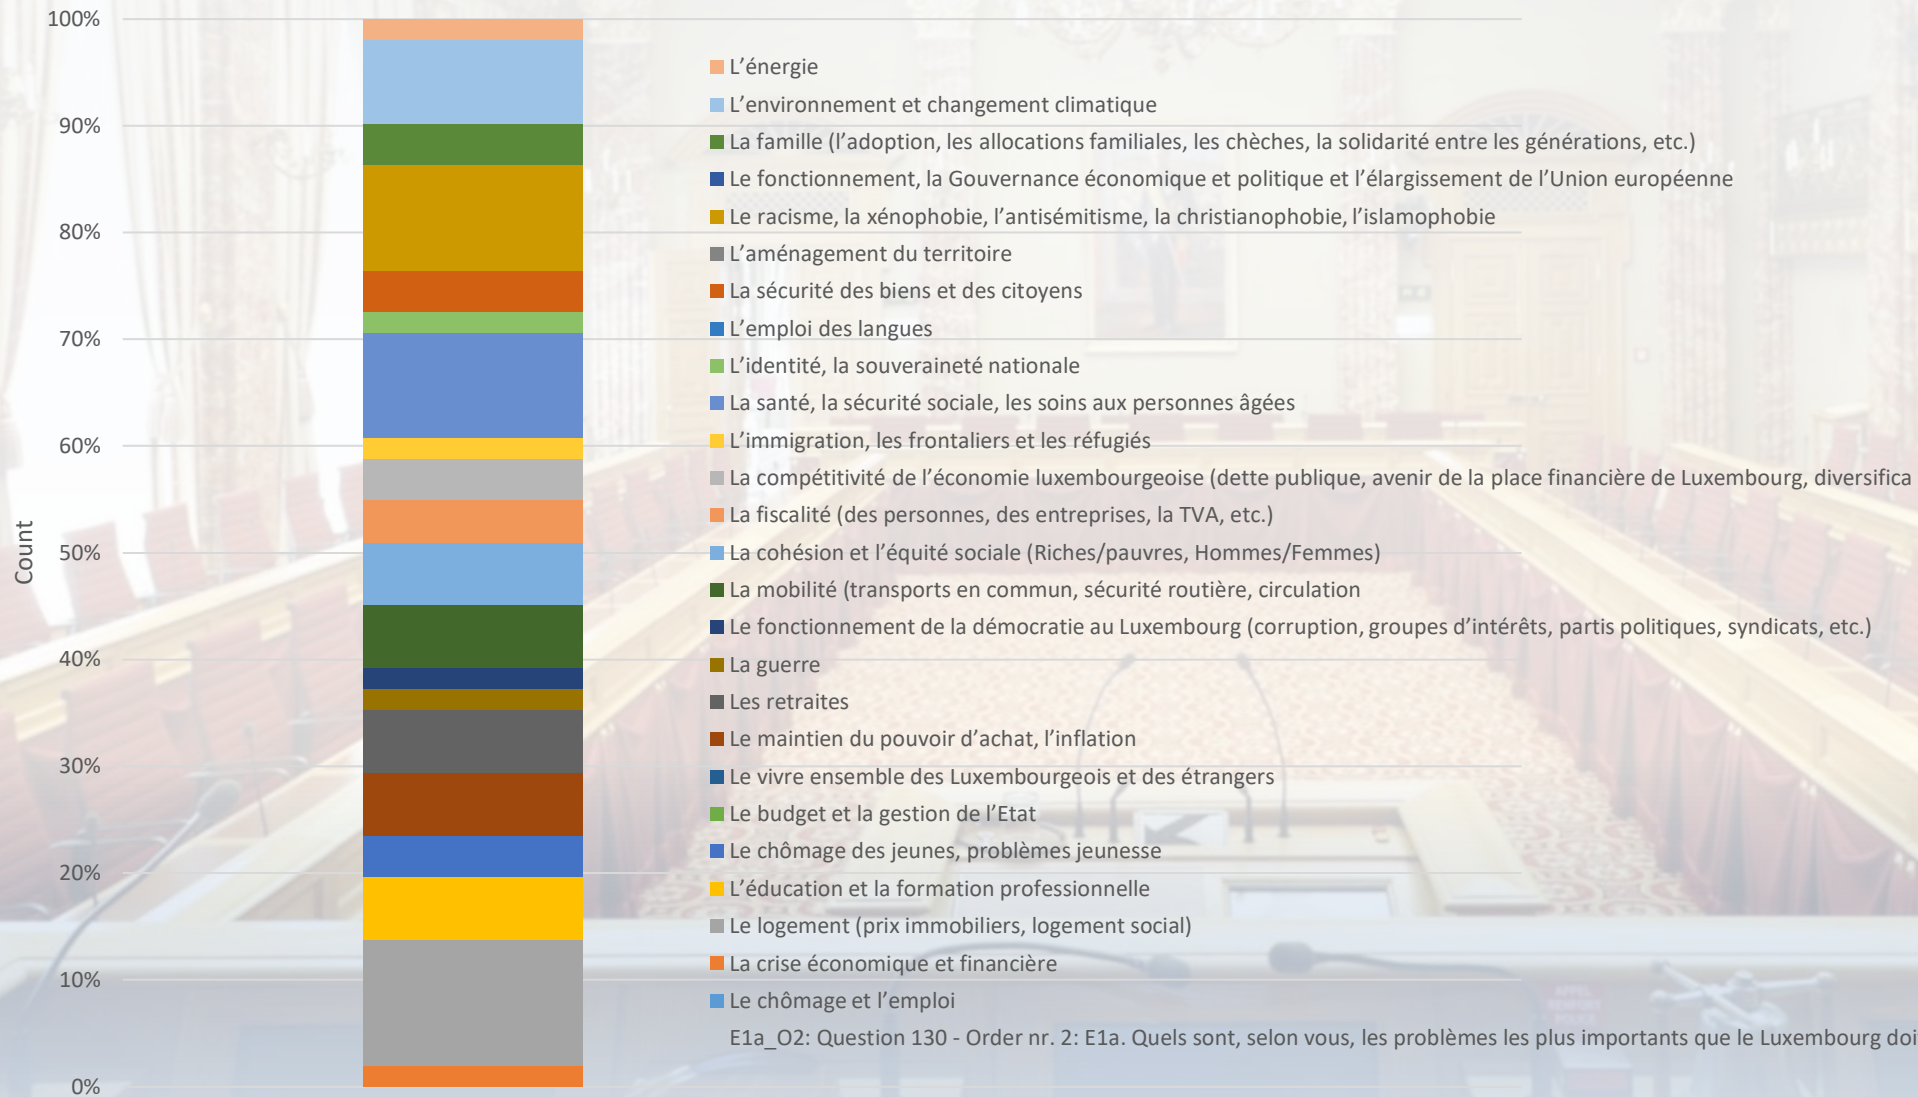 100%
90%
80%
70%
60%
50%
40%
30%
20%
10%
0%
Count
L’énergie
L’environnement et changement climatique
La famille (l’adoption, les allocations familiales, les chèches, la solidarité entre les générations, etc.)
Le fonctionnement, la Gouvernance économique et politique et l’élargissement de l’Union européenne
Le racisme, la xénophobie, l’antisémitisme, la christianophobie, l’islamophobie
L’aménagement du territoire
La sécurité des biens et des citoyens
L’emploi des langues
L’identité, la souveraineté nationale
La santé, la sécurité sociale, les soins aux personnes âgées
L’immigration, les frontaliers et les réfugiés
La compétitivité de l’économie luxembourgeoise (dette publique, avenir de la place financière de Luxembourg, diversifica
La fiscalité (des personnes, des entreprises, la TVA, etc.)
La cohésion et l’équité sociale (Riches/pauvres, Hommes/Femmes)
La mobilité (transports en commun, sécurité routière, circulation
Le fonctionnement de la démocratie au Luxembourg (corruption, groupes d’intérêts, partis politiques, syndicats, etc.)
La guerre
Les retraites
Le maintien du pouvoir d’achat, l’inflation
Le vivre ensemble des Luxembourgeois et des étrangers
Le budget et la gestion de l’Etat
Le chômage des jeunes, problèmes jeunesse
L’éducation et la formation professionnelle
Le logement (prix immobiliers, logement social)
La crise économique et financière
Le chômage et l’emploi
E1a_O2: Question 130 - Order nr. 2: E1a. Quels sont, selon vous, les problèmes les plus importants que le Luxembourg doi